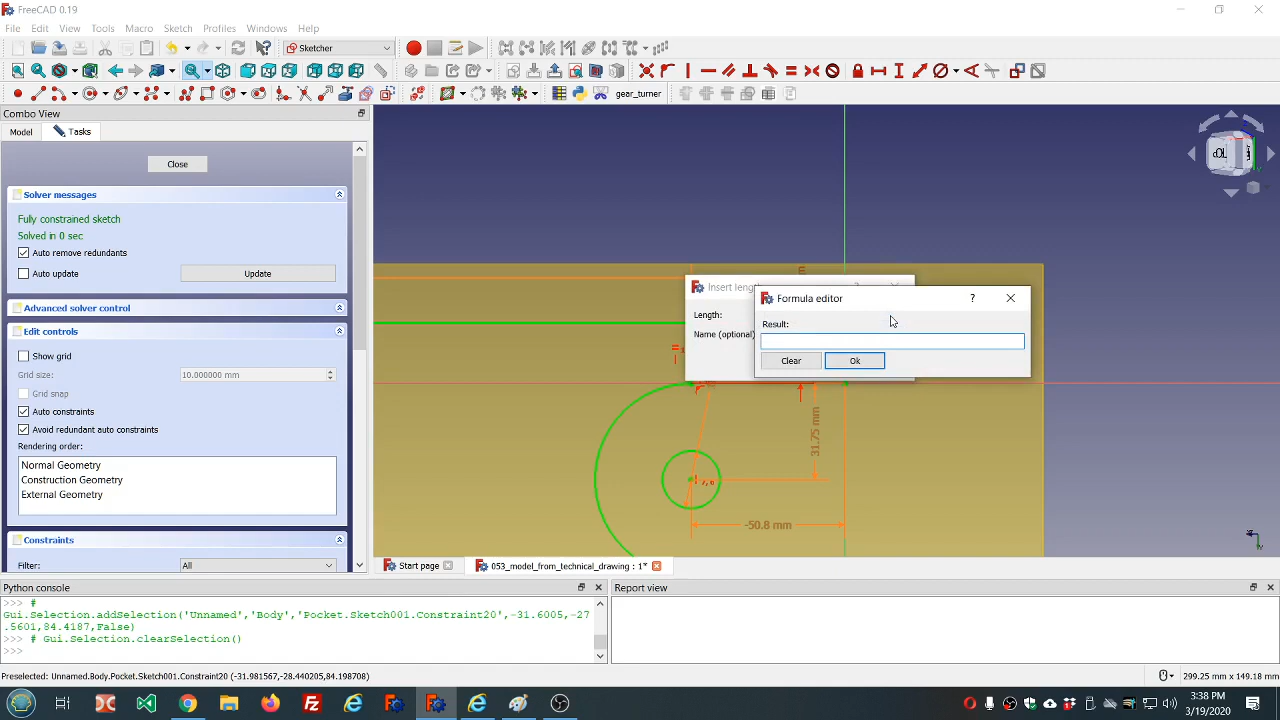 FreeCAD 0.19
File Edit View Tools Macro Sketch Profiles Windows Help
Sketcher
gear_turner
Combo View
Model Tasks
Close
Solver messages
Fully constrained sketch
Solved in 0 sec
Auto remove redundants
Auto update
Update
Advanced solver control
Edit controls
Show grid
Grid size:
10.000000 mm
Grid snap
Auto constraints
Avoid redundant auto constraints
Rendering order:
Normal Geometry
Construction Geometry
External Geometry
Constraints
Filter:
All
Insert leng
Length:
Name (optional)
Formula editor
?
Result:
Clear
Ok
31.75 mm
-50.8 mm
Start page
053_model_from_technical_drawing : 1*
Python console
>>> #
Gui.Selection.addSelection('Unnamed','Body','Pocket.Sketch001.Constraint20',-31.6005,-27
.5601,84.4187,False)
>>> # Gui.Selection.clearSelection()
>>>
Report view
Preselected: Unnamed.Body.Pocket.Sketch001.Constraint20 (-31.981567,-28.440205,84.198708)
299.25 mm x 149.18 mm
3:38 PM
3/19/2020